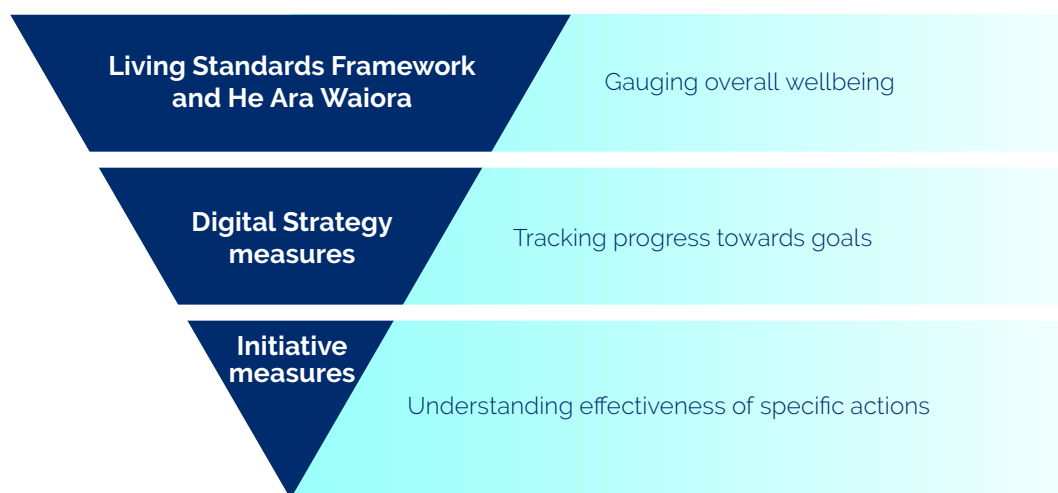 Living Standards Framework
and He Ara Waiora
Gauging overall wellbeing
Digital Strategy
measures
Tracking progress towards goals
Initiative
measures
Understanding effectiveness of specific actions